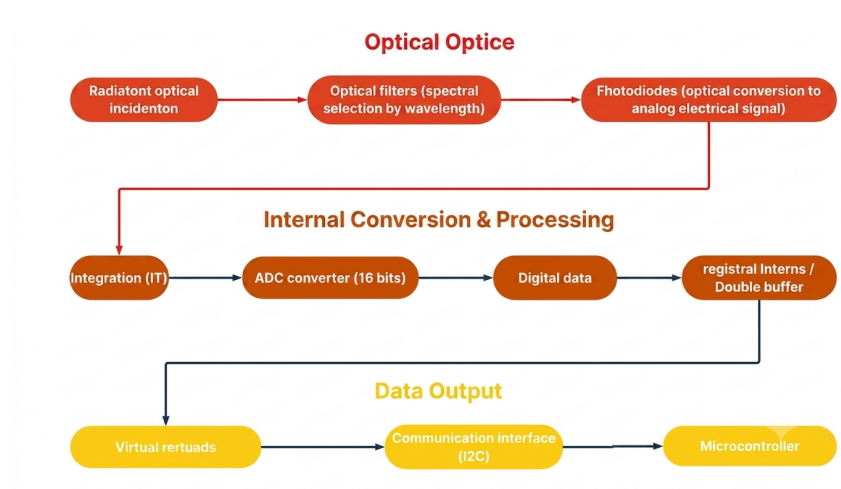 Optical Optice
Radiatont optical
incidenton
Optical filters (spectral
selection by wavelength)
Fhotodiodes (optical conversion to
analog electrical signal)
Internal Conversion & Processing
Integration (IT)
ADC converter (16 bits)
Digital data
registral Interns /
Double buffer
Data Output
Virtual rertuads
Communication interface
(I2C)
Microcontroller